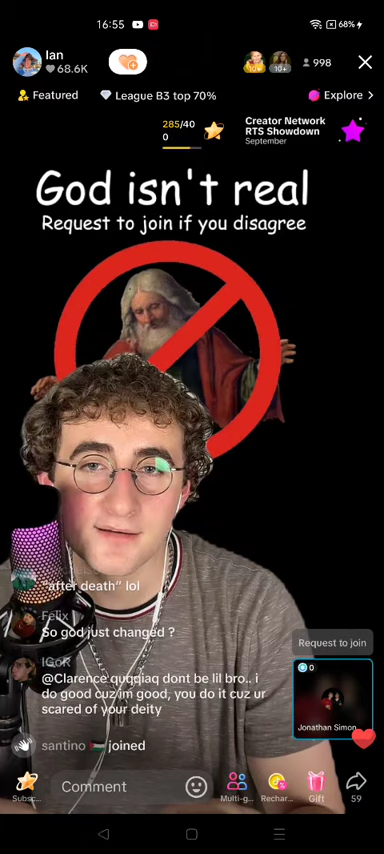 16:55
68%
Ian
68.6K
10+
10+
998
Featured
League B3 top 70%
Explore
285/40
0
Creator Network
RTS Showdown
September
God isn't real
Request to join if you disagree
"after death" lol
Felix
So god just changed ?
IGoR
@Clarence quqqiaq dont be lil bro.. i
do good cuz im good, you do it cuz ur
scared of your deity
Request to join
0
Jonathan Simon...
santino 🇵🇸 joined
Comment
Subsc...
Multi-g...
Rechar...
Gift
59